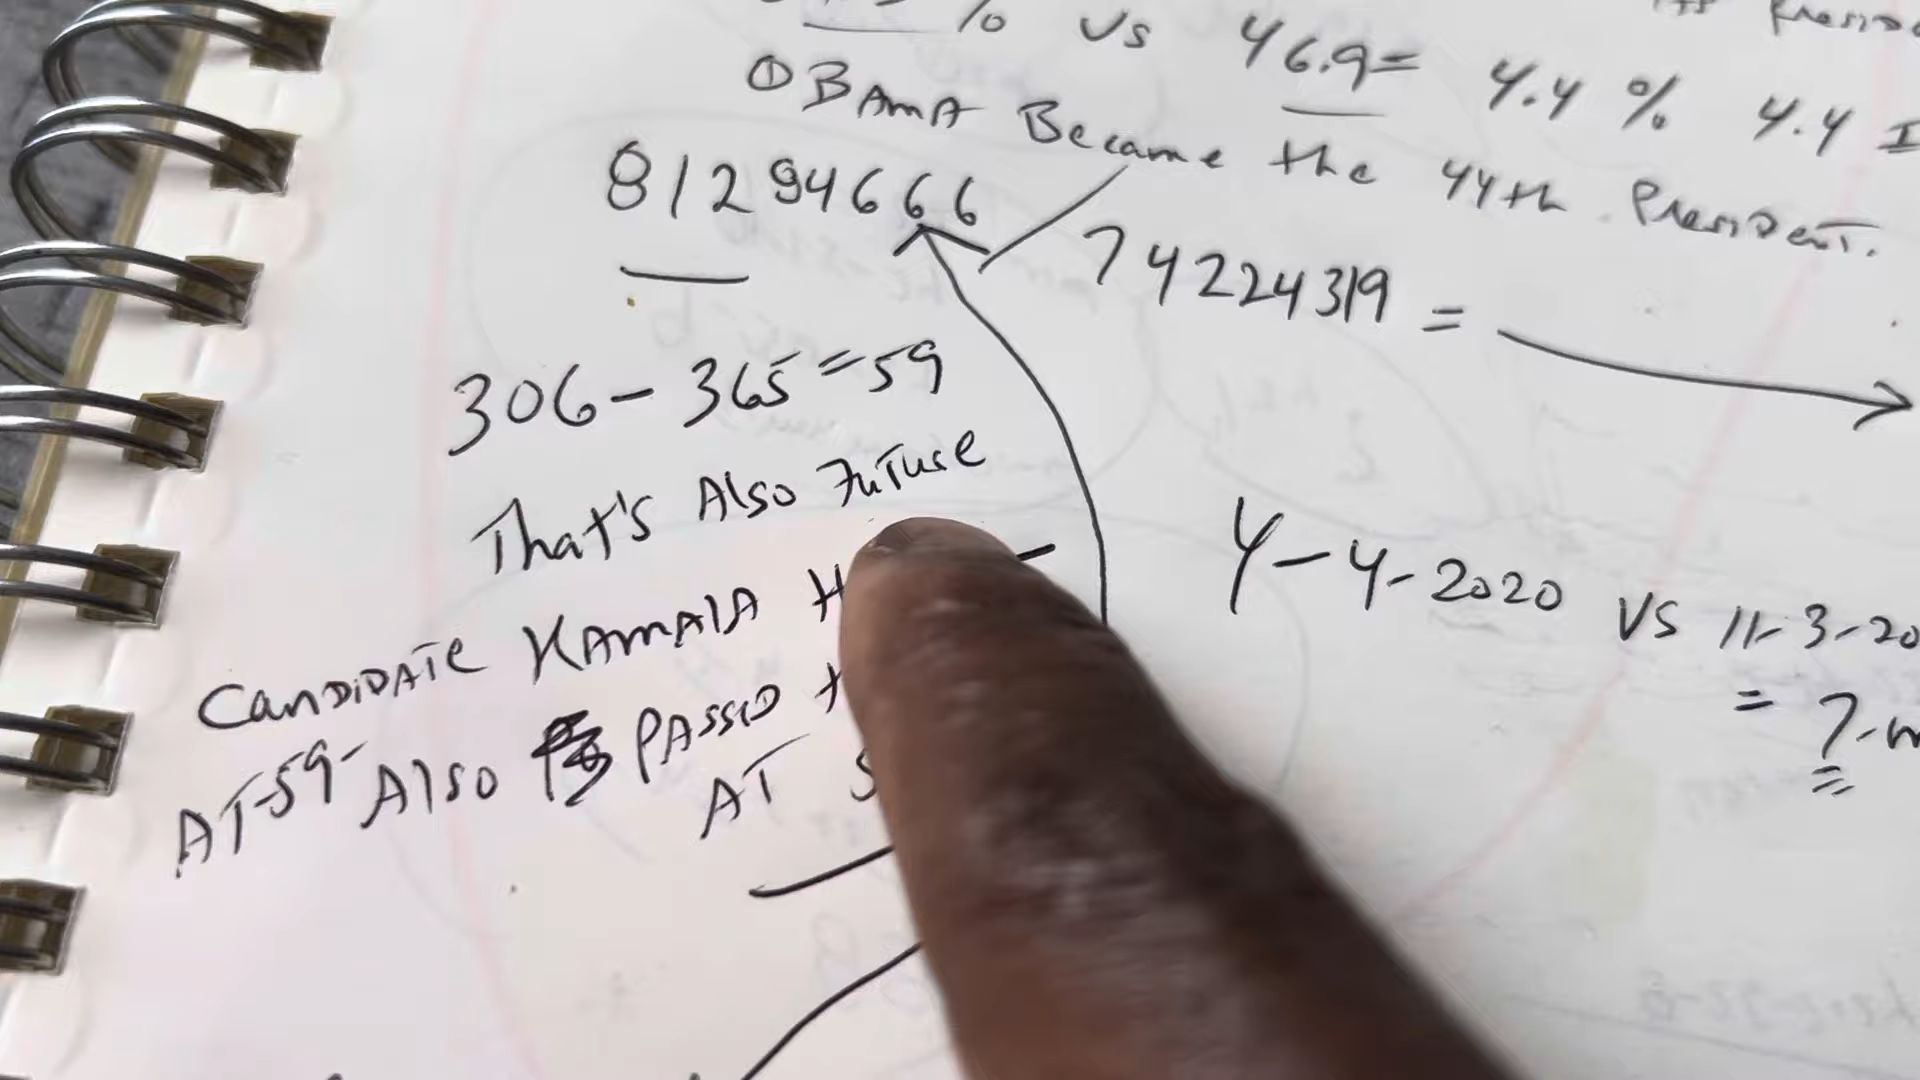 % vs 46.9= 4.4 % 4.4
OBAMA Became the 44th President.
81294666
74224319 =
306-365=59
That's Also Future
CANDIDATE KAMALA H
AT-59- Also PASSED
AT
4-4-2020 vs 11-3-20
= 7-m